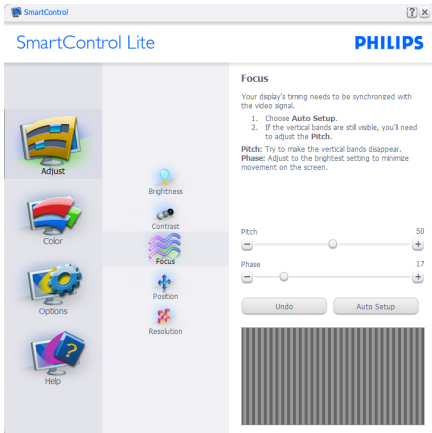 SmartControl
SmartControl Lite
PHILIPS
Adjust
Color
Options
Help
Brightness
Contrast
Focus
Position
Resolution
Focus
Your display's timing needs to be synchronized with
the video signal.
1. Choose Auto Setup.
2. If the vertical bands are still visible, you'll need
to adjust the Pitch.
Pitch: Try to make the vertical bands disappear.
Phase: Adjust to the brightest setting to minimize
movement on the screen.
Pitch 50
Phase 17
Undo Auto Setup